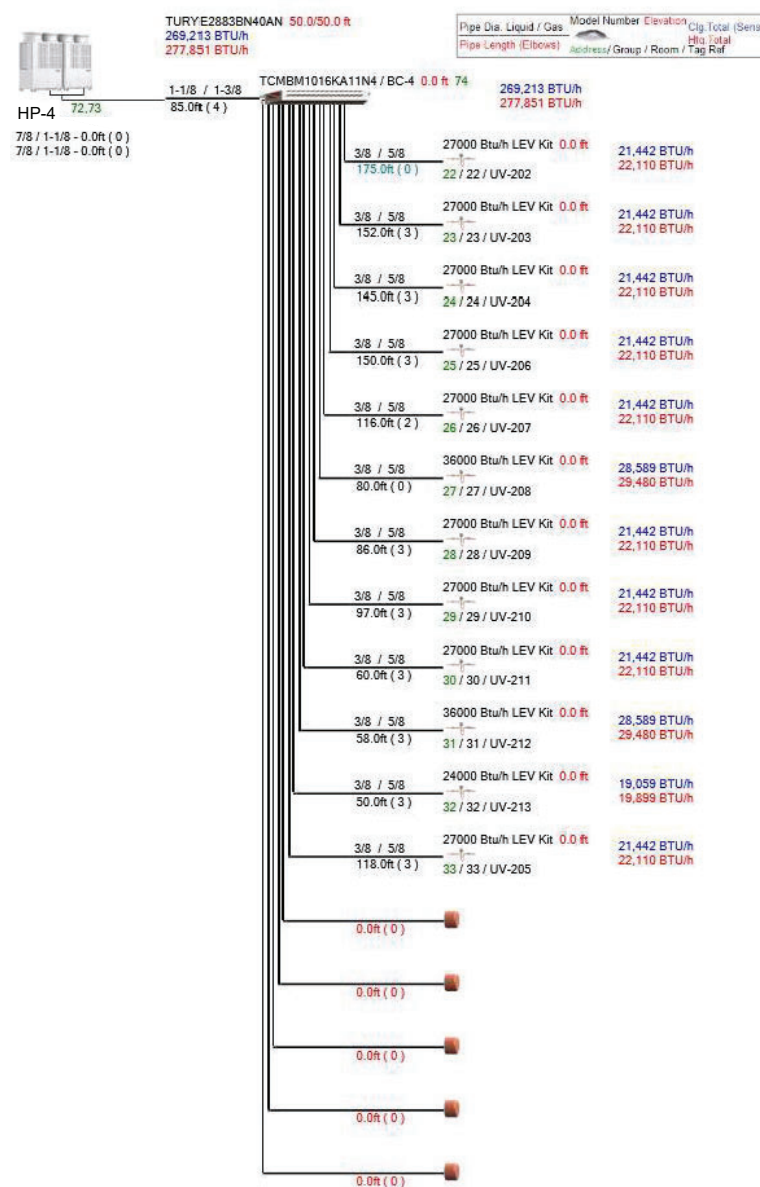 TURYE2883BN40AN 50.0/50.0 ft
269,213 BTU/h
277,851 BTU/h
Pipe Dia. Liquid / Gas Model Number Elevation Clg.Total (Sens
Pipe Length (Elbows) Address/ Group / Room / Tag Ref Htg.Total
HP-4 72,73
7/8 / 1-1/8 - 0.0ft ( 0 )
7/8 / 1-1/8 - 0.0ft ( 0 )
1-1/8 / 1-3/8
85.0ft ( 4 )
TCMBM1016KA11N4 / BC-4 0.0 ft 74
269,213 BTU/h
277,851 BTU/h
3/8 / 5/8 27000 Btu/h LEV Kit 0.0 ft 21,442 BTU/h
175.0ft ( 0 ) 22 / 22 / UV-202 22,110 BTU/h
3/8 / 5/8 27000 Btu/h LEV Kit 0.0 ft 21,442 BTU/h
152.0ft ( 3 ) 23 / 23 / UV-203 22,110 BTU/h
3/8 / 5/8 27000 Btu/h LEV Kit 0.0 ft 21,442 BTU/h
145.0ft ( 3 ) 24 / 24 / UV-204 22,110 BTU/h
3/8 / 5/8 27000 Btu/h LEV Kit 0.0 ft 21,442 BTU/h
150.0ft ( 3 ) 25 / 25 / UV-206 22,110 BTU/h
3/8 / 5/8 27000 Btu/h LEV Kit 0.0 ft 21,442 BTU/h
116.0ft ( 2 ) 26 / 26 / UV-207 22,110 BTU/h
3/8 / 5/8 36000 Btu/h LEV Kit 0.0 ft 28,589 BTU/h
80.0ft ( 0 ) 27 / 27 / UV-208 29,480 BTU/h
3/8 / 5/8 27000 Btu/h LEV Kit 0.0 ft 21,442 BTU/h
86.0ft ( 3 ) 28 / 28 / UV-209 22,110 BTU/h
3/8 / 5/8 27000 Btu/h LEV Kit 0.0 ft 21,442 BTU/h
97.0ft ( 3 ) 29 / 29 / UV-210 22,110 BTU/h
3/8 / 5/8 27000 Btu/h LEV Kit 0.0 ft 21,442 BTU/h
60.0ft ( 3 ) 30 / 30 / UV-211 22,110 BTU/h
3/8 / 5/8 36000 Btu/h LEV Kit 0.0 ft 28,589 BTU/h
58.0ft ( 3 ) 31 / 31 / UV-212 29,480 BTU/h
3/8 / 5/8 24000 Btu/h LEV Kit 0.0 ft 19,059 BTU/h
50.0ft ( 3 ) 32 / 32 / UV-213 19,899 BTU/h
3/8 / 5/8 27000 Btu/h LEV Kit 0.0 ft 21,442 BTU/h
118.0ft ( 3 ) 33 / 33 / UV-205 22,110 BTU/h
0.0ft ( 0 )
0.0ft ( 0 )
0.0ft ( 0 )
0.0ft ( 0 )
0.0ft ( 0 )